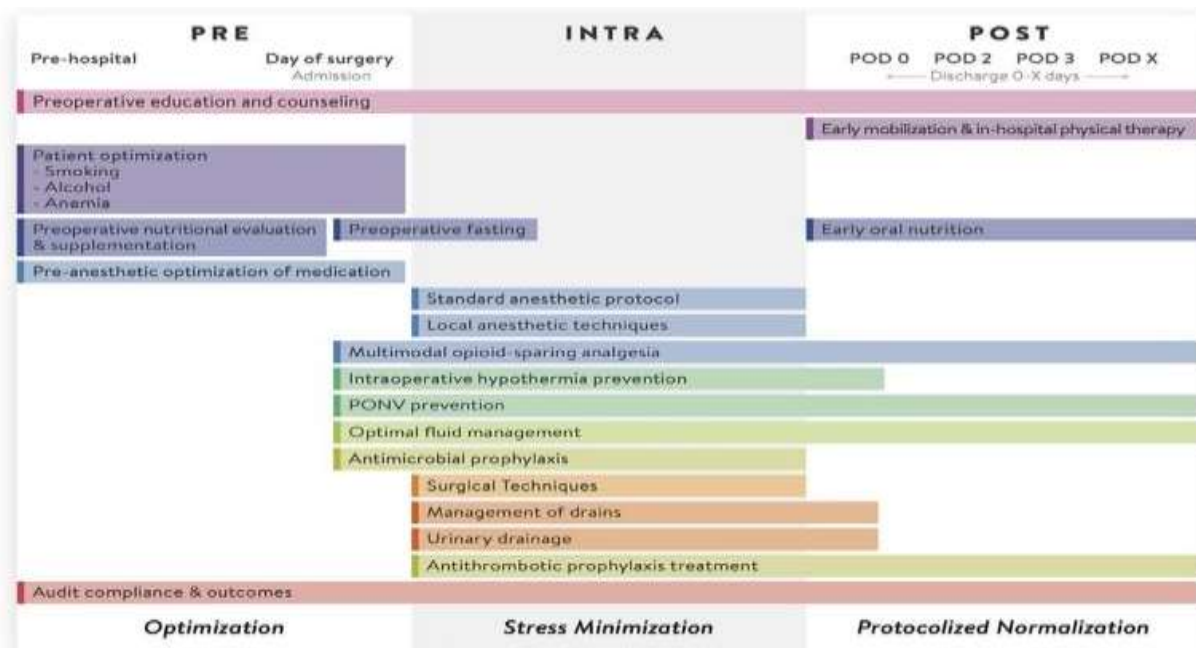 PRE INTRA POST
Pre-hospital Day of surgery POD 0 POD 2 POD 3 POD X
Admission Discharge 0-X days
Preoperative education and counseling
Early mobilization & in-hospital physical therapy
Patient optimization
- Smoking
- Alcohol
- Anemia
Preoperative nutritional evaluation
& supplementation
Preoperative fasting
Early oral nutrition
Pre-anesthetic optimization of medication
Standard anesthetic protocol
Local anesthetic techniques
Multimodal opioid-sparing analgesia
Intraoperative hypothermia prevention
PONV prevention
Optimal fluid management
Antimicrobial prophylaxis
Surgical Techniques
Management of drains
Urinary drainage
Antithrombotic prophylaxis treatment
Audit compliance & outcomes
Optimization Stress Minimization Protocolized Normalization